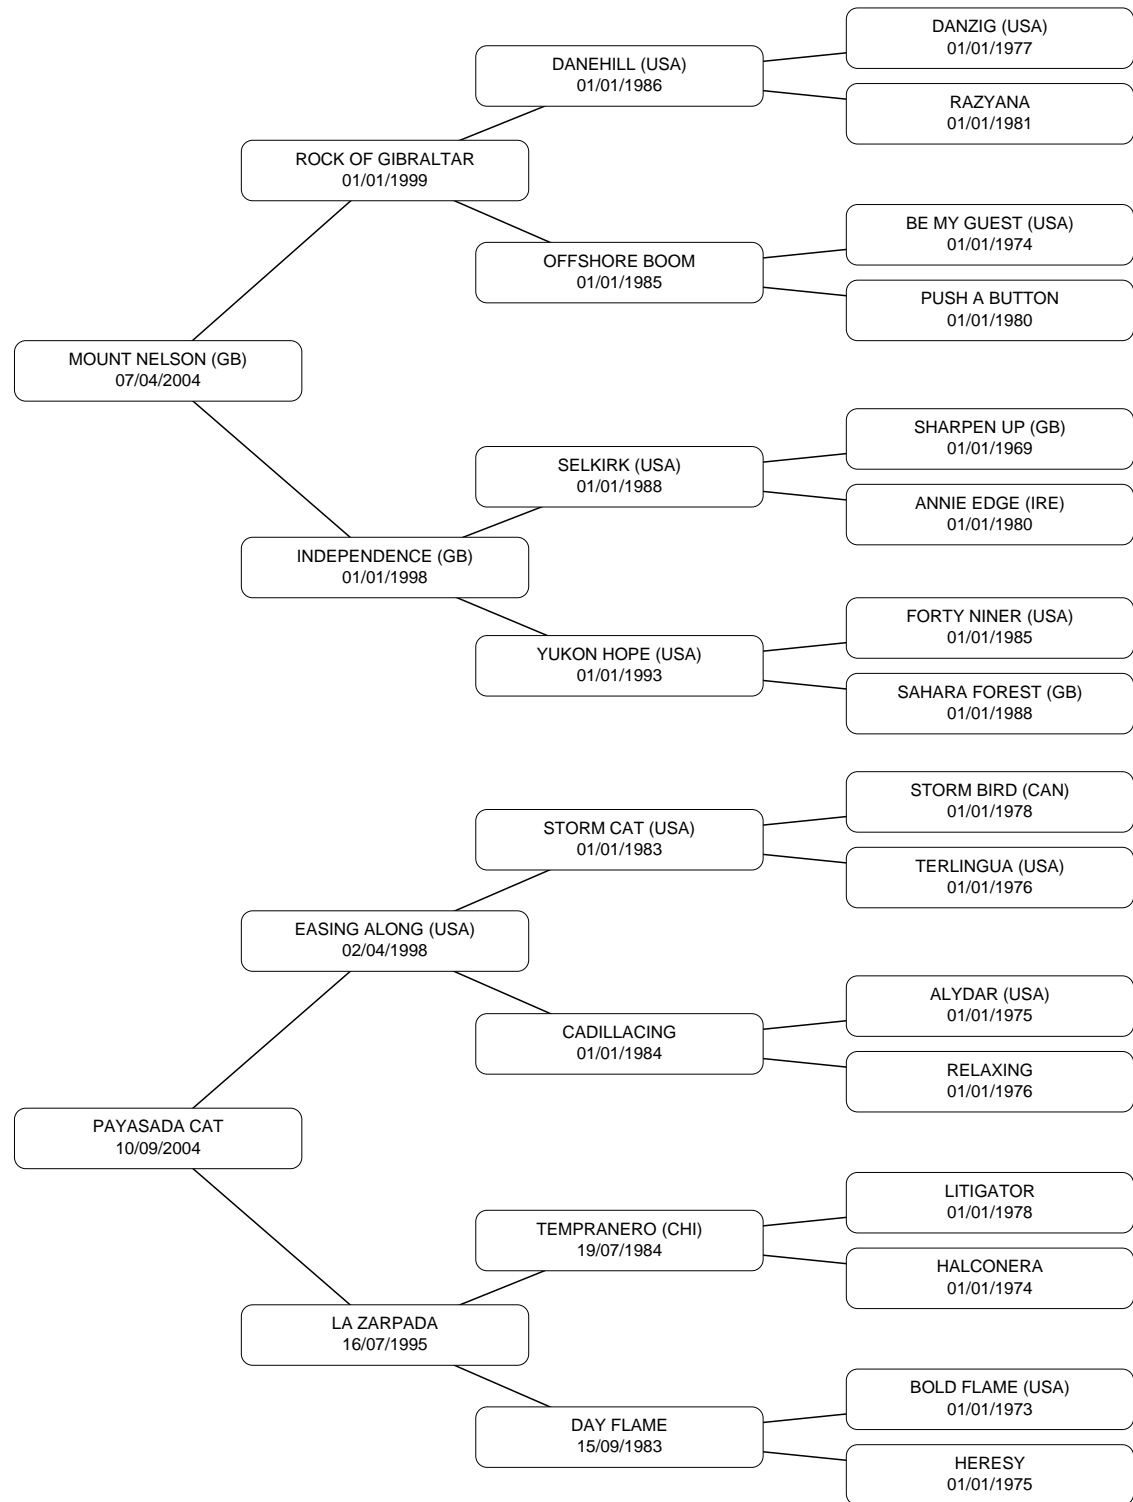 DANZIG (USA)
01/01/1977
DANEHILL (USA)
01/01/1986
RAZYANA
01/01/1981
ROCK OF GIBRALTAR
01/01/1999
BE MY GUEST (USA)
01/01/1974
OFFSHORE BOOM
01/01/1985
PUSH A BUTTON
01/01/1980
MOUNT NELSON (GB)
07/04/2004
SHARPEN UP (GB)
01/01/1969
SELKIRK (USA)
01/01/1988
ANNIE EDGE (IRE)
01/01/1980
INDEPENDENCE (GB)
01/01/1998
FORTY NINER (USA)
01/01/1985
YUKON HOPE (USA)
01/01/1993
SAHARA FOREST (GB)
01/01/1988
STORM BIRD (CAN)
01/01/1978
STORM CAT (USA)
01/01/1983
TERLINGUA (USA)
01/01/1976
EASING ALONG (USA)
02/04/1998
ALYDAR (USA)
01/01/1975
CADILLACING
01/01/1984
RELAXING
01/01/1976
PAYASADA CAT
10/09/2004
LITIGATOR
01/01/1978
TEMPRANERO (CHI)
19/07/1984
HALCONERA
01/01/1974
LA ZARPADA
16/07/1995
BOLD FLAME (USA)
01/01/1973
DAY FLAME
15/09/1983
HERESY
01/01/1975